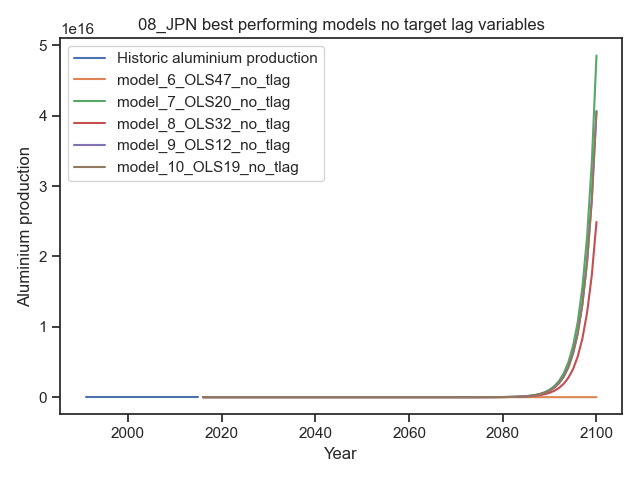 08_JPN best performing models no target lag variables
1e16
5
4
3
2
1
0
Aluminium production
Historic aluminium production
model_6_OLS47_no_tlag
model_7_OLS20_no_tlag
model_8_OLS32_no_tlag
model_9_OLS12_no_tlag
model_10_OLS19_no_tlag
2000
2020
2040
2060
2080
2100
Year